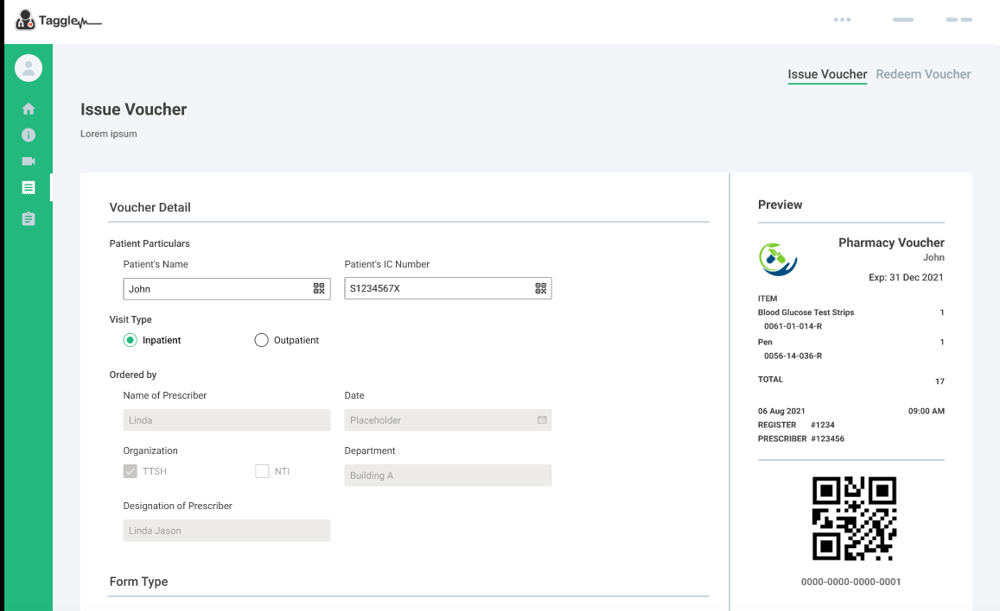 Taggle
Issue Voucher Redeem Voucher
Issue Voucher
Lorem ipsum
Voucher Detail
Patient Particulars
Patient's Name Patient's IC Number
John S1234567X
Visit Type
Inpatient Outpatient
Ordered by
Name of Prescriber Date
Linda Placeholder
Organization Department
TTSH NTI Building A
Designation of Prescriber
Linda Jason
Form Type
Preview
Pharmacy Voucher
John
Exp: 31 Dec 2021
ITEM
Blood Glucose Test Strips 1
0061-01-014-R
Pen 1
0056-14-036-R
TOTAL 17
06 Aug 2021 09:00 AM
REGISTER #1234
PRESCRIBER #123456
0000-0000-0000-0001